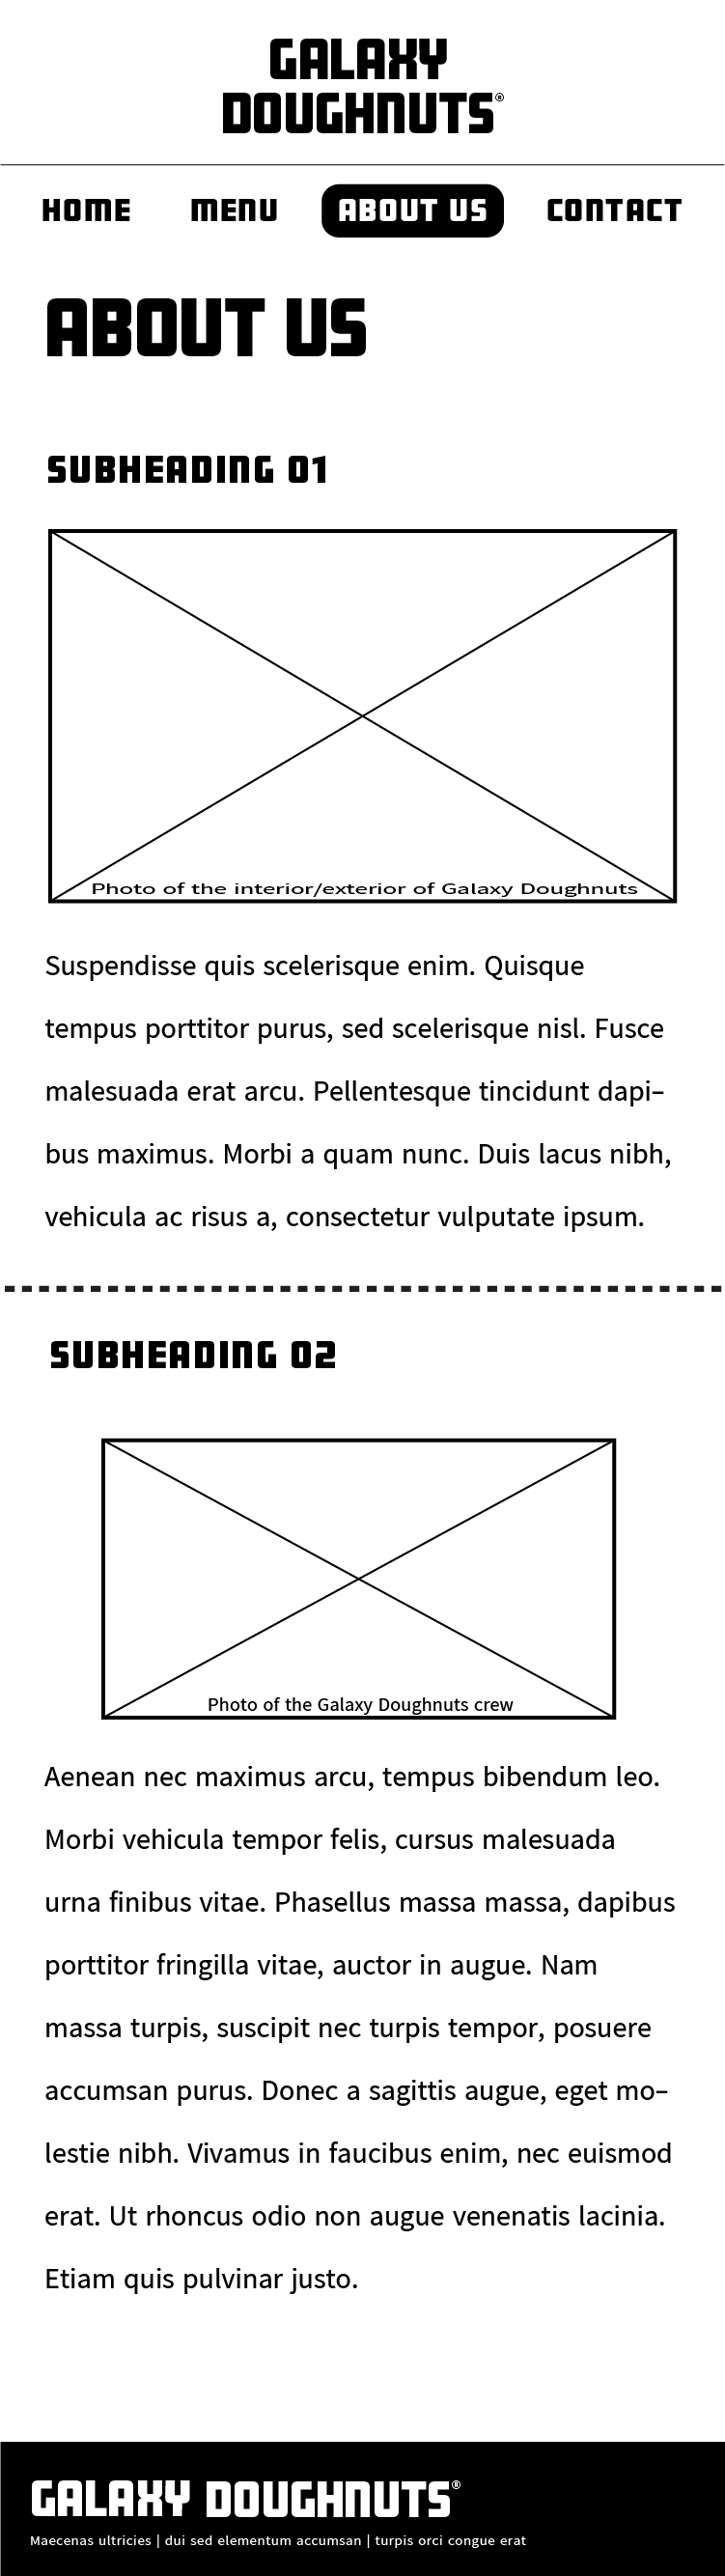 GALAXY
DOUGHNUTS®
HOME MENU ABOUT US CONTACT
ABOUT US
SUBHEADING 01
Photo of the interior/exterior of Galaxy Doughnuts
Suspendisse quis scelerisque enim. Quisque
tempus porttitor purus, sed scelerisque nisl. Fusce
malesuada erat arcu. Pellentesque tincidunt dapi-
bus maximus. Morbi a quam nunc. Duis lacus nibh,
vehicula ac risus a, consectetur vulputate ipsum.
SUBHEADING 02
Photo of the Galaxy Doughnuts crew
Aenean nec maximus arcu, tempus bibendum leo.
Morbi vehicula tempor felis, cursus malesuada
urna finibus vitae. Phasellus massa massa, dapibus
porttitor fringilla vitae, auctor in augue. Nam
massa turpis, suscipit nec turpis tempor, posuere
accumsan purus. Donec a sagittis augue, eget mo-
lestie nibh. Vivamus in faucibus enim, nec euismod
erat. Ut rhoncus odio non augue venenatis lacinia.
Etiam quis pulvinar justo.
GALAXY DOUGHNUTS®
Maecenas ultricies | dui sed elementum accumsan | turpis orci congue erat